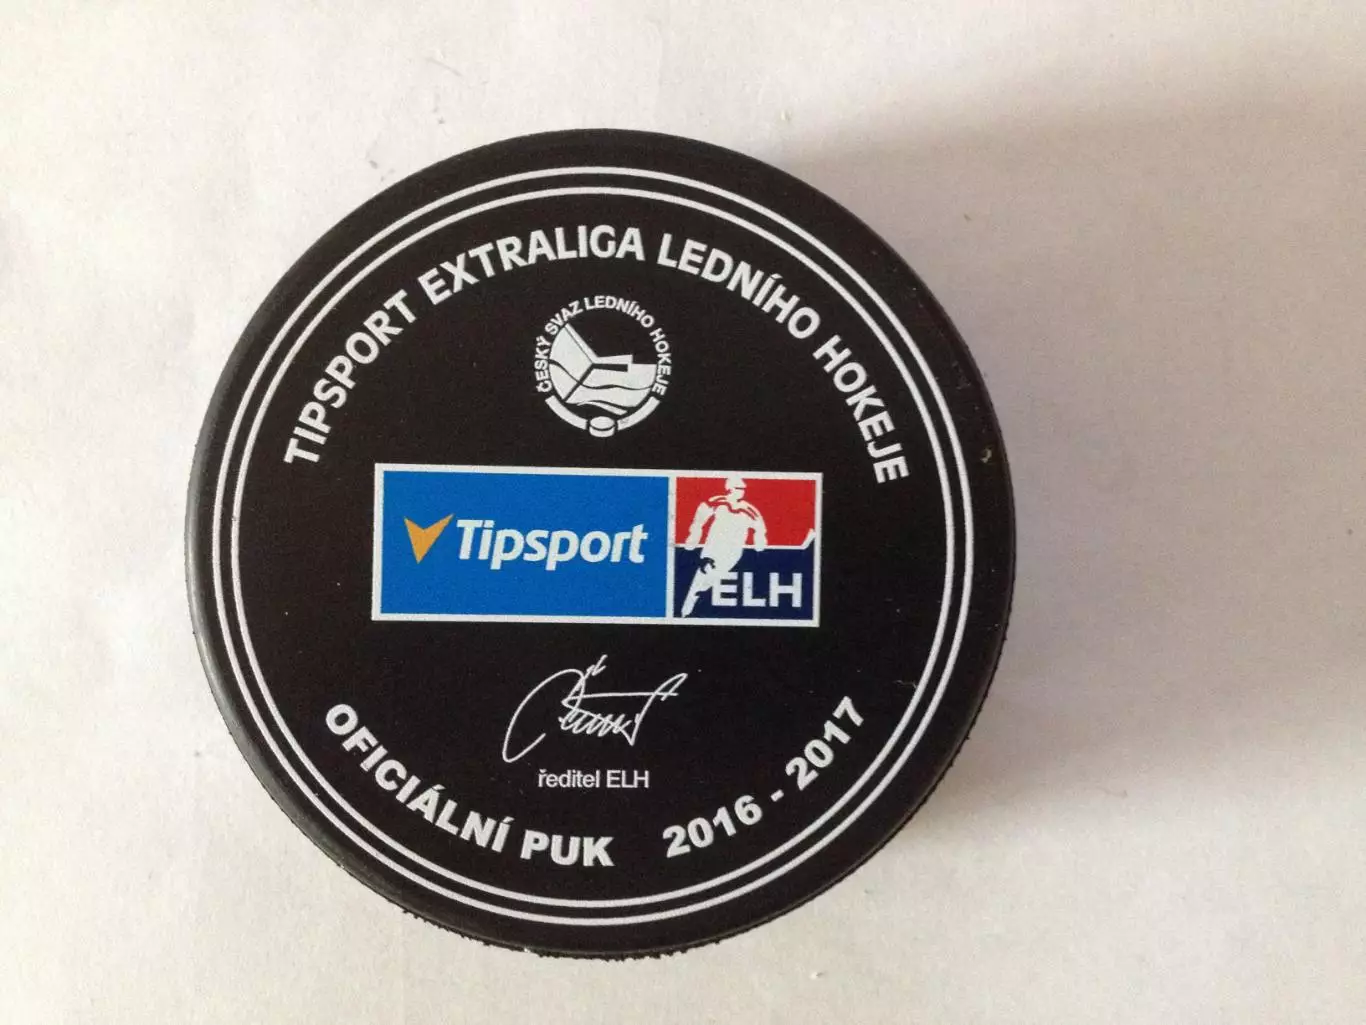 TIPSPORT EXTRALIGA LEDNÍHO HOKEJE
ČESKÝ SVAZ LEDNÍHO HOKEJE
Tipsport
ELH
ředitel ELH
OFICIÁLNÍ PUK 2016 - 2017